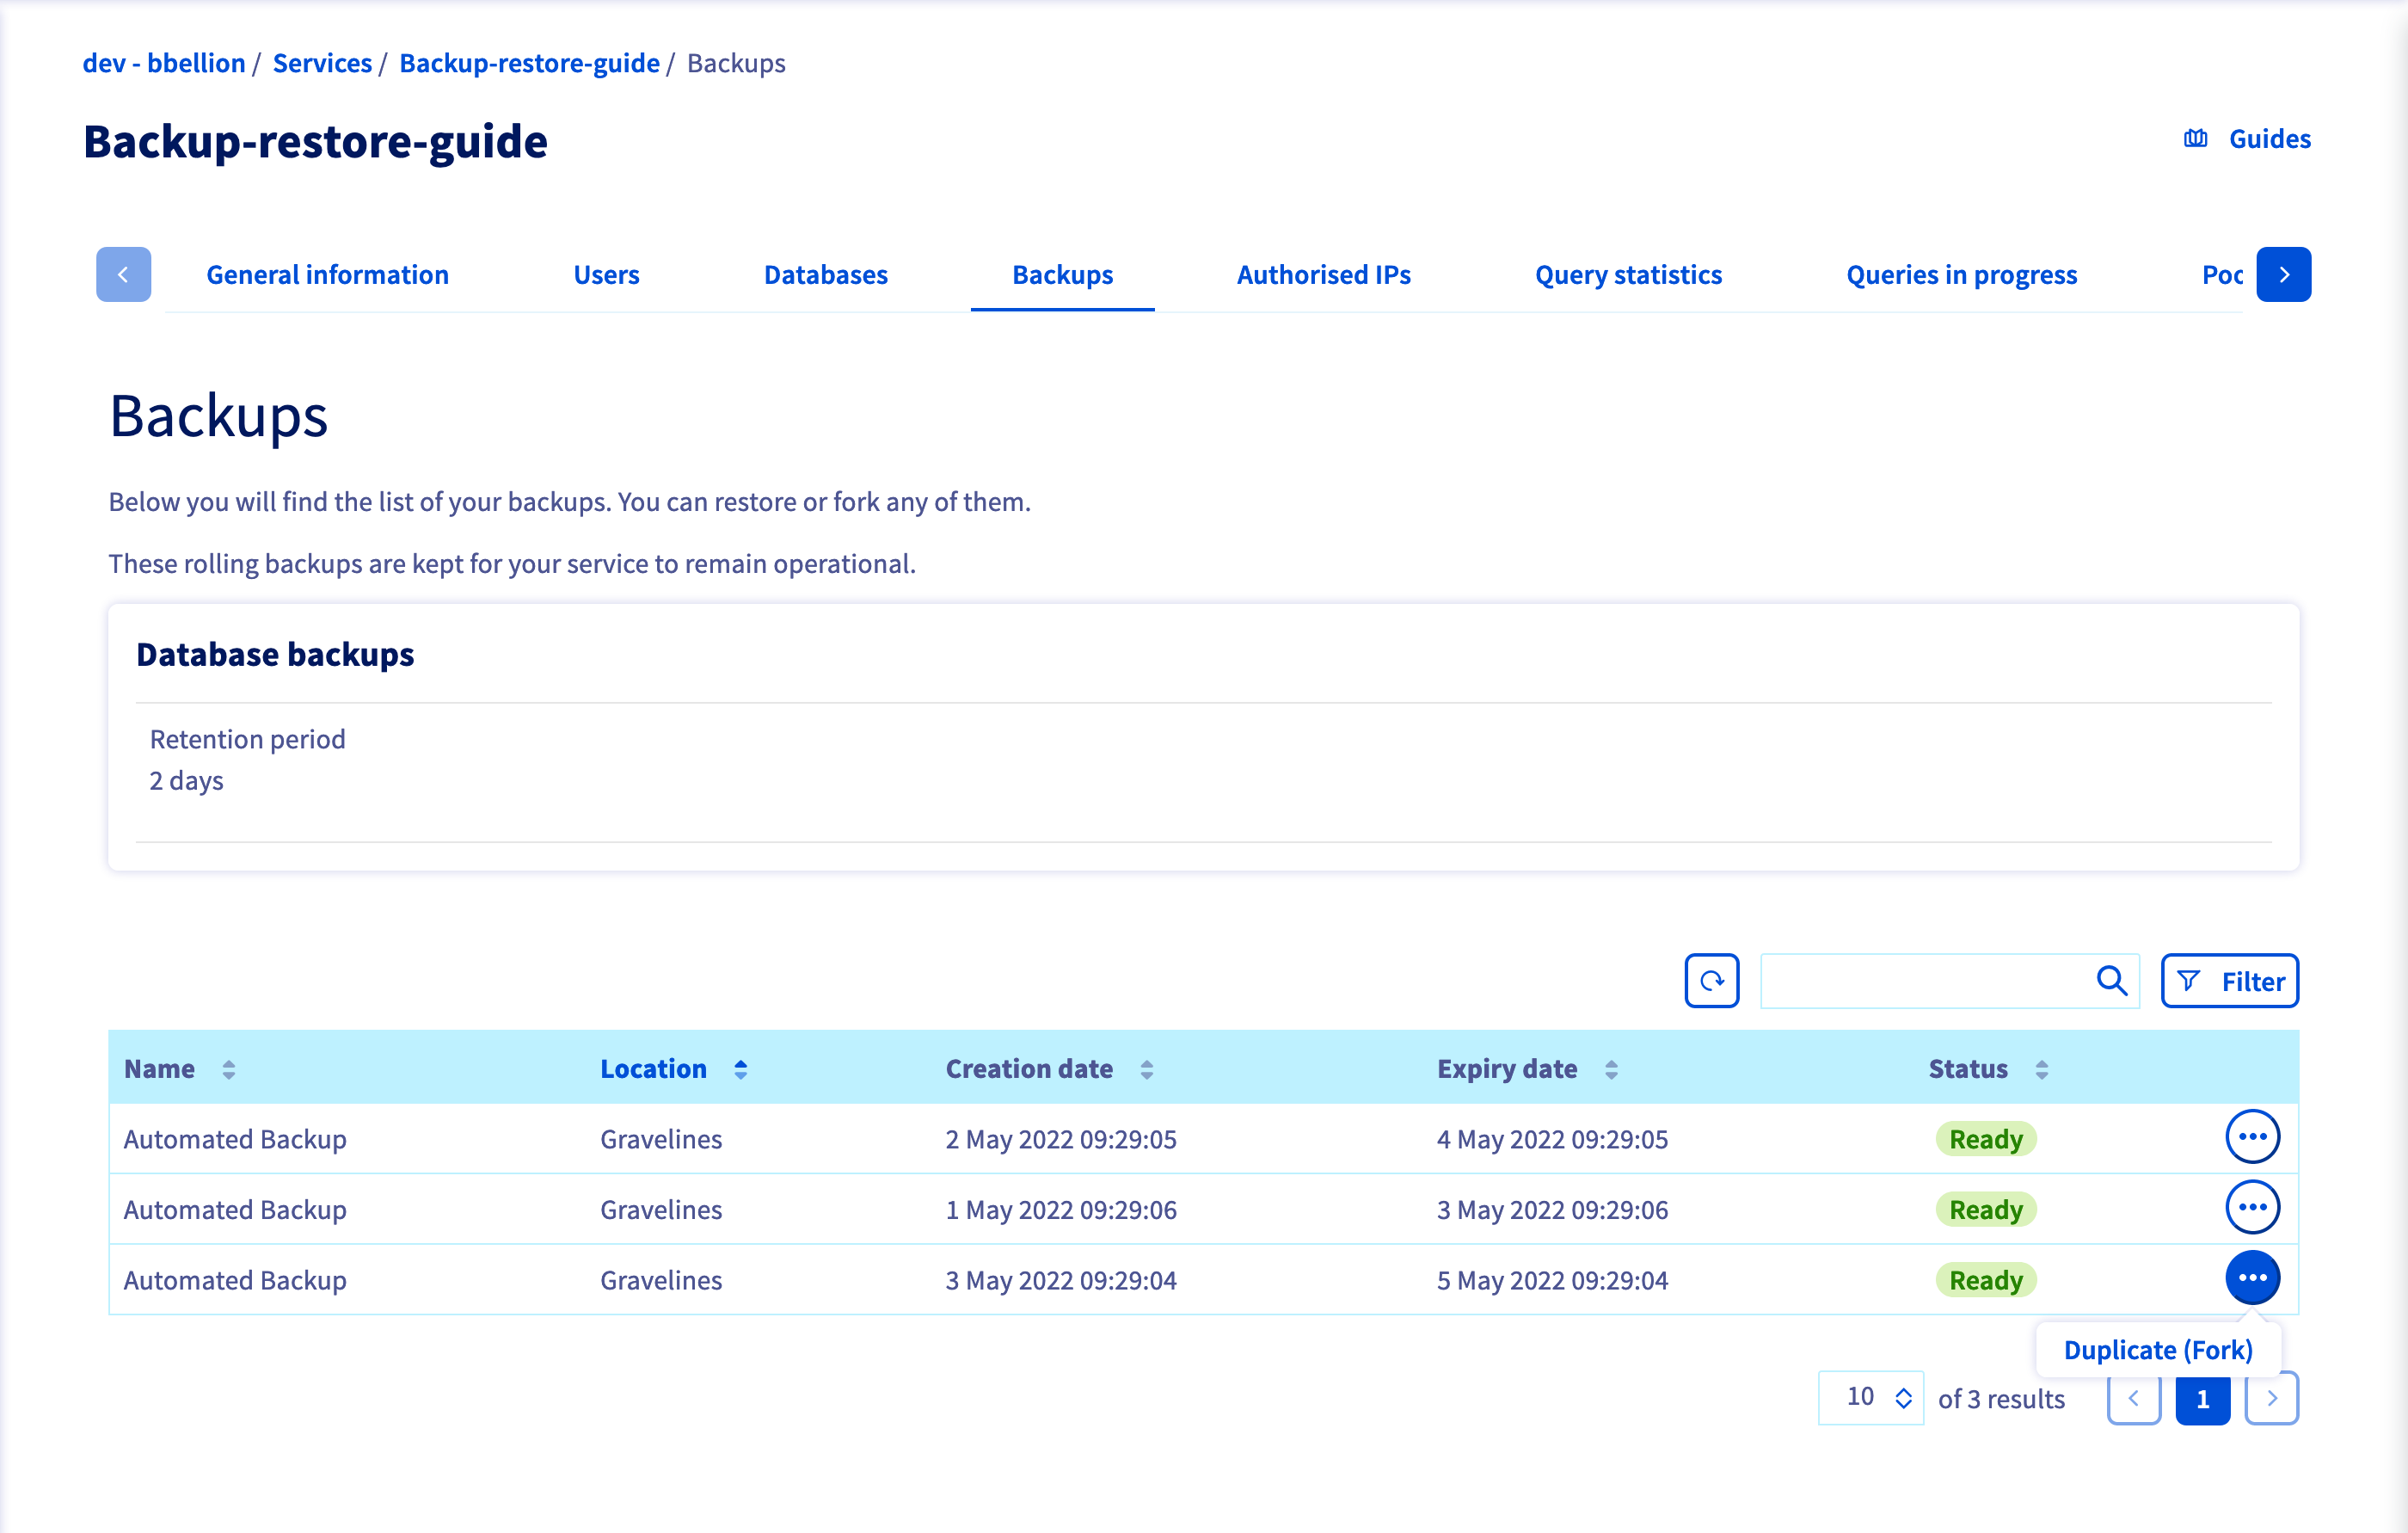 dev - bbellion / Services / Backup-restore-guide / Backups
Backup-restore-guide
Guides
General information Users Databases Backups Authorised IPs Query statistics Queries in progress Poo
Backups
Below you will find the list of your backups. You can restore or fork any of them.
These rolling backups are kept for your service to remain operational.
Database backups
Retention period
2 days
Filter
Name Location Creation date Expiry date Status
Automated Backup Gravelines 2 May 2022 09:29:05 4 May 2022 09:29:05 Ready
Automated Backup Gravelines 1 May 2022 09:29:06 3 May 2022 09:29:06 Ready
Automated Backup Gravelines 3 May 2022 09:29:04 5 May 2022 09:29:04 Ready
Duplicate (Fork)
10 of 3 results 1